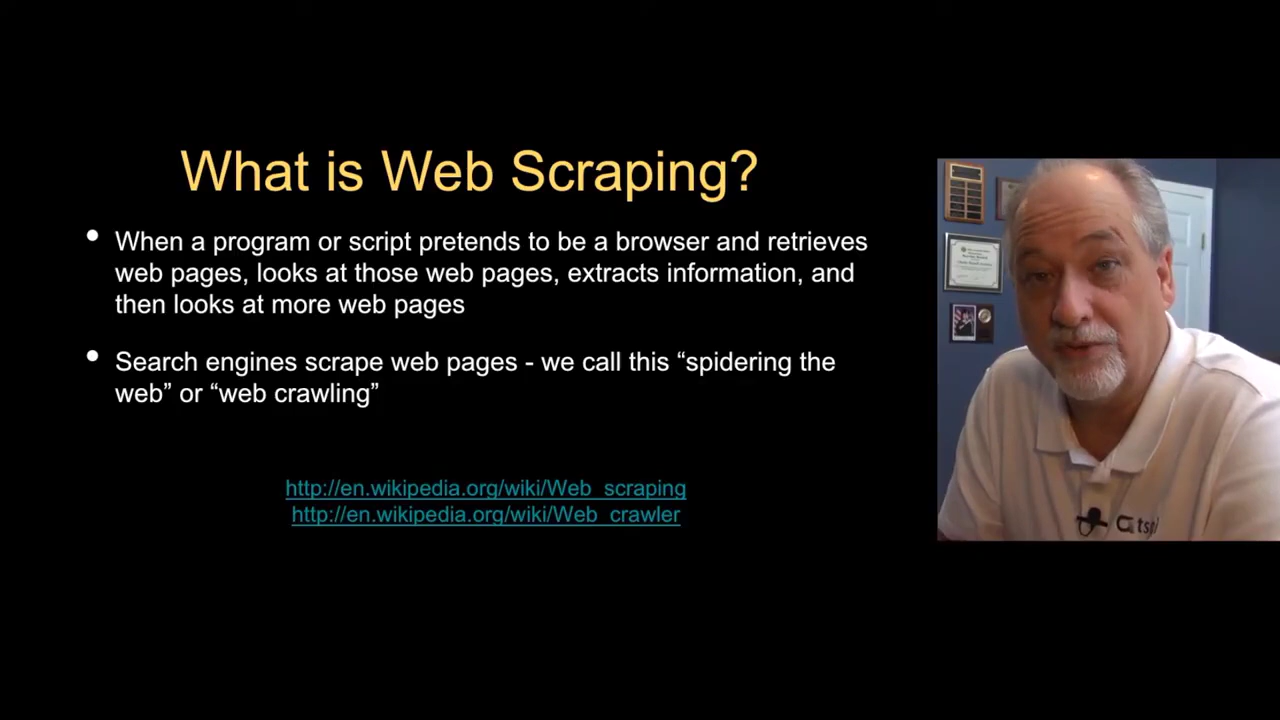 What is Web Scraping?
• When a program or script pretends to be a browser and retrieves
web pages, looks at those web pages, extracts information, and
then looks at more web pages
• Search engines scrape web pages - we call this “spidering the
web” or “web crawling”
http://en.wikipedia.org/wiki/Web_scraping
http://en.wikipedia.org/wiki/Web_crawler